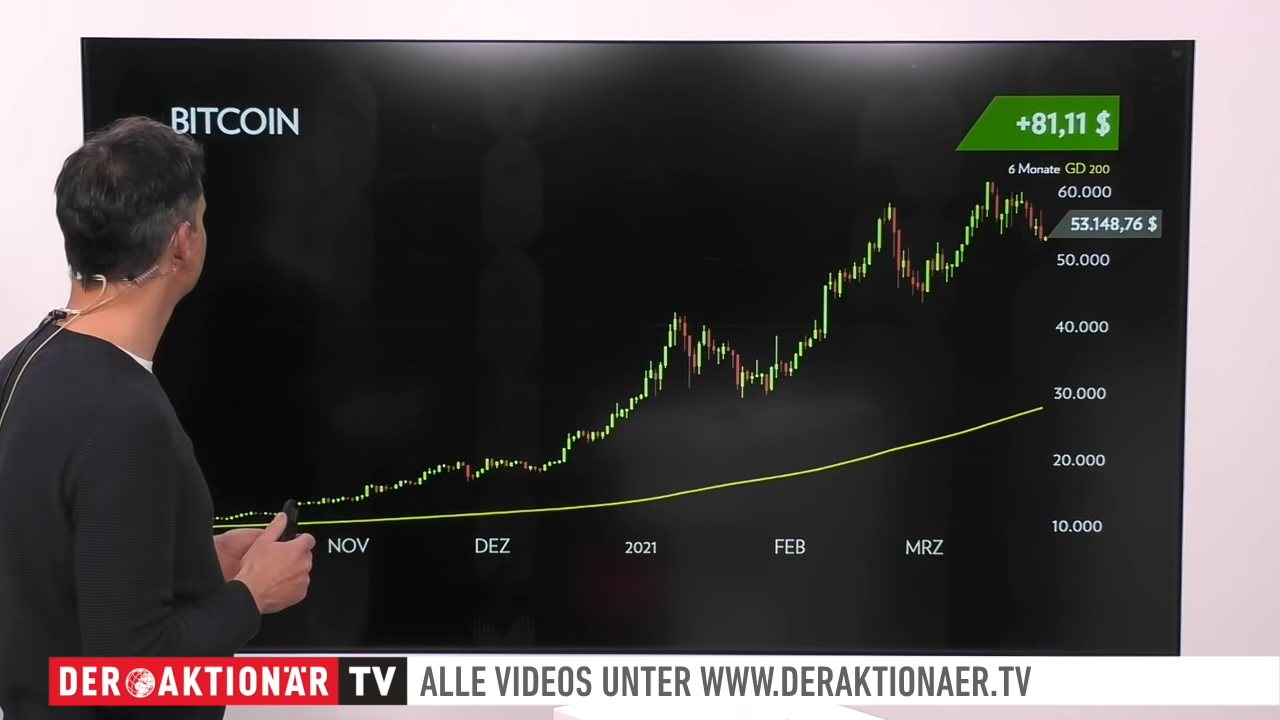 BITCOIN
+81,11 $
6 Monate GD 200
60.000
53.148,76 $
50.000
40.000
30.000
20.000
10.000
NOV DEZ 2021 FEB MRZ
DER AKTIONÄR TV ALLE VIDEOS UNTER WWW.DERAKTIONAER.TV